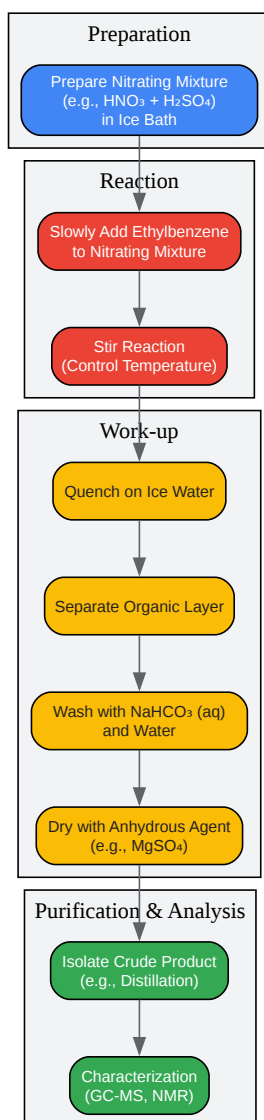 Preparation
Prepare Nitrating Mixture
(e.g., HNO₃ + H₂SO₄)
in Ice Bath
Reaction
Slowly Add Ethylbenzene
to Nitrating Mixture
Stir Reaction
(Control Temperature)
Work-up
Quench on Ice Water
Separate Organic Layer
Wash with NaHCO₃ (aq)
and Water
Dry with Anhydrous Agent
(e.g., MgSO₄)
Purification & Analysis
Isolate Crude Product
(e.g., Distillation)
Characterization
(GC-MS, NMR)